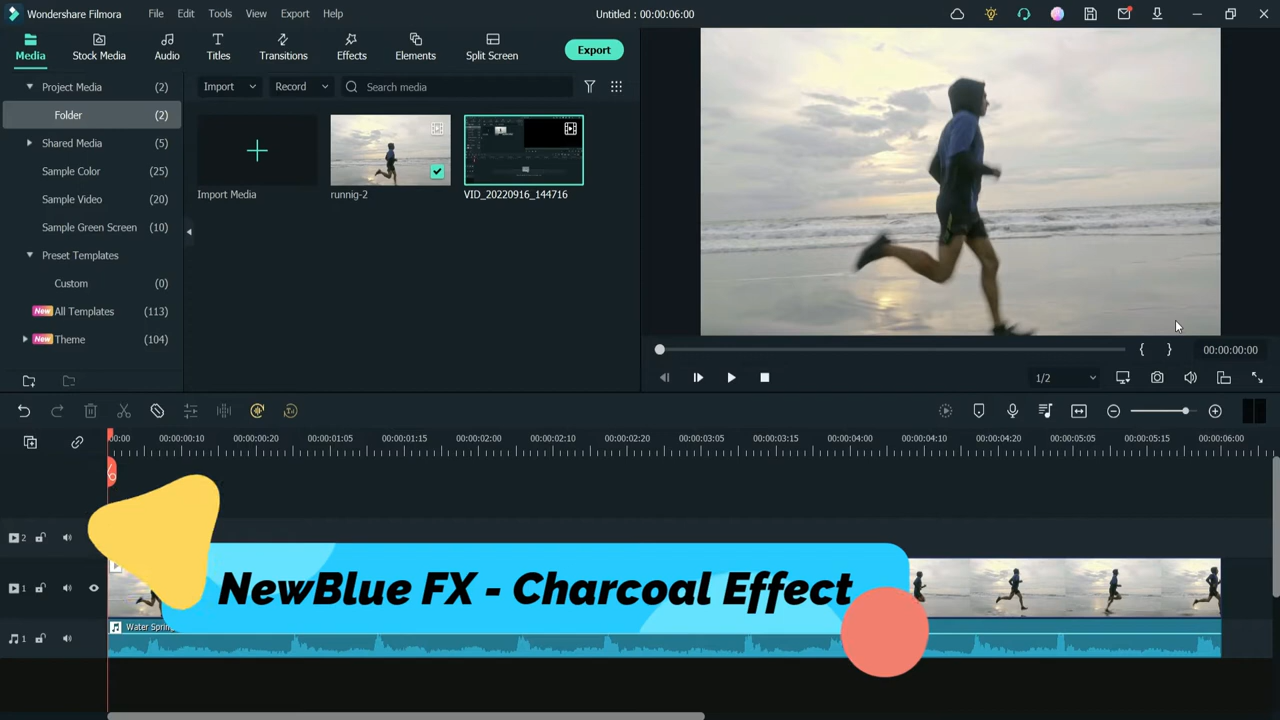 Wondershare Filmora
File Edit Tools View Export Help
Untitled : 00:00:06:00
Media Stock Media Audio Titles Transitions Effects Elements Split Screen
Export
Project Media (2)
Folder (2)
Shared Media (5)
Sample Color (25)
Sample Video (20)
Sample Green Screen (10)
Preset Templates
Custom (0)
New All Templates (113)
New Theme (104)
Import Record Search media
Import Media
runnig-2
VID_20220916_144716
{ } 00:00:00:00
1/2
:00:00 00:00:00:10 00:00:00:20 00:00:01:05 00:00:01:15 00:00:02:00 00:00:02:10 00:00:02:20 00:00:03:05 00:00:03:15 00:00:04:00 00:00:04:10 00:00:04:20 00:00:05:05 00:00:05:15 00:00:06:00
2
1
NewBlue FX - Charcoal Effect
Water Sprin
1